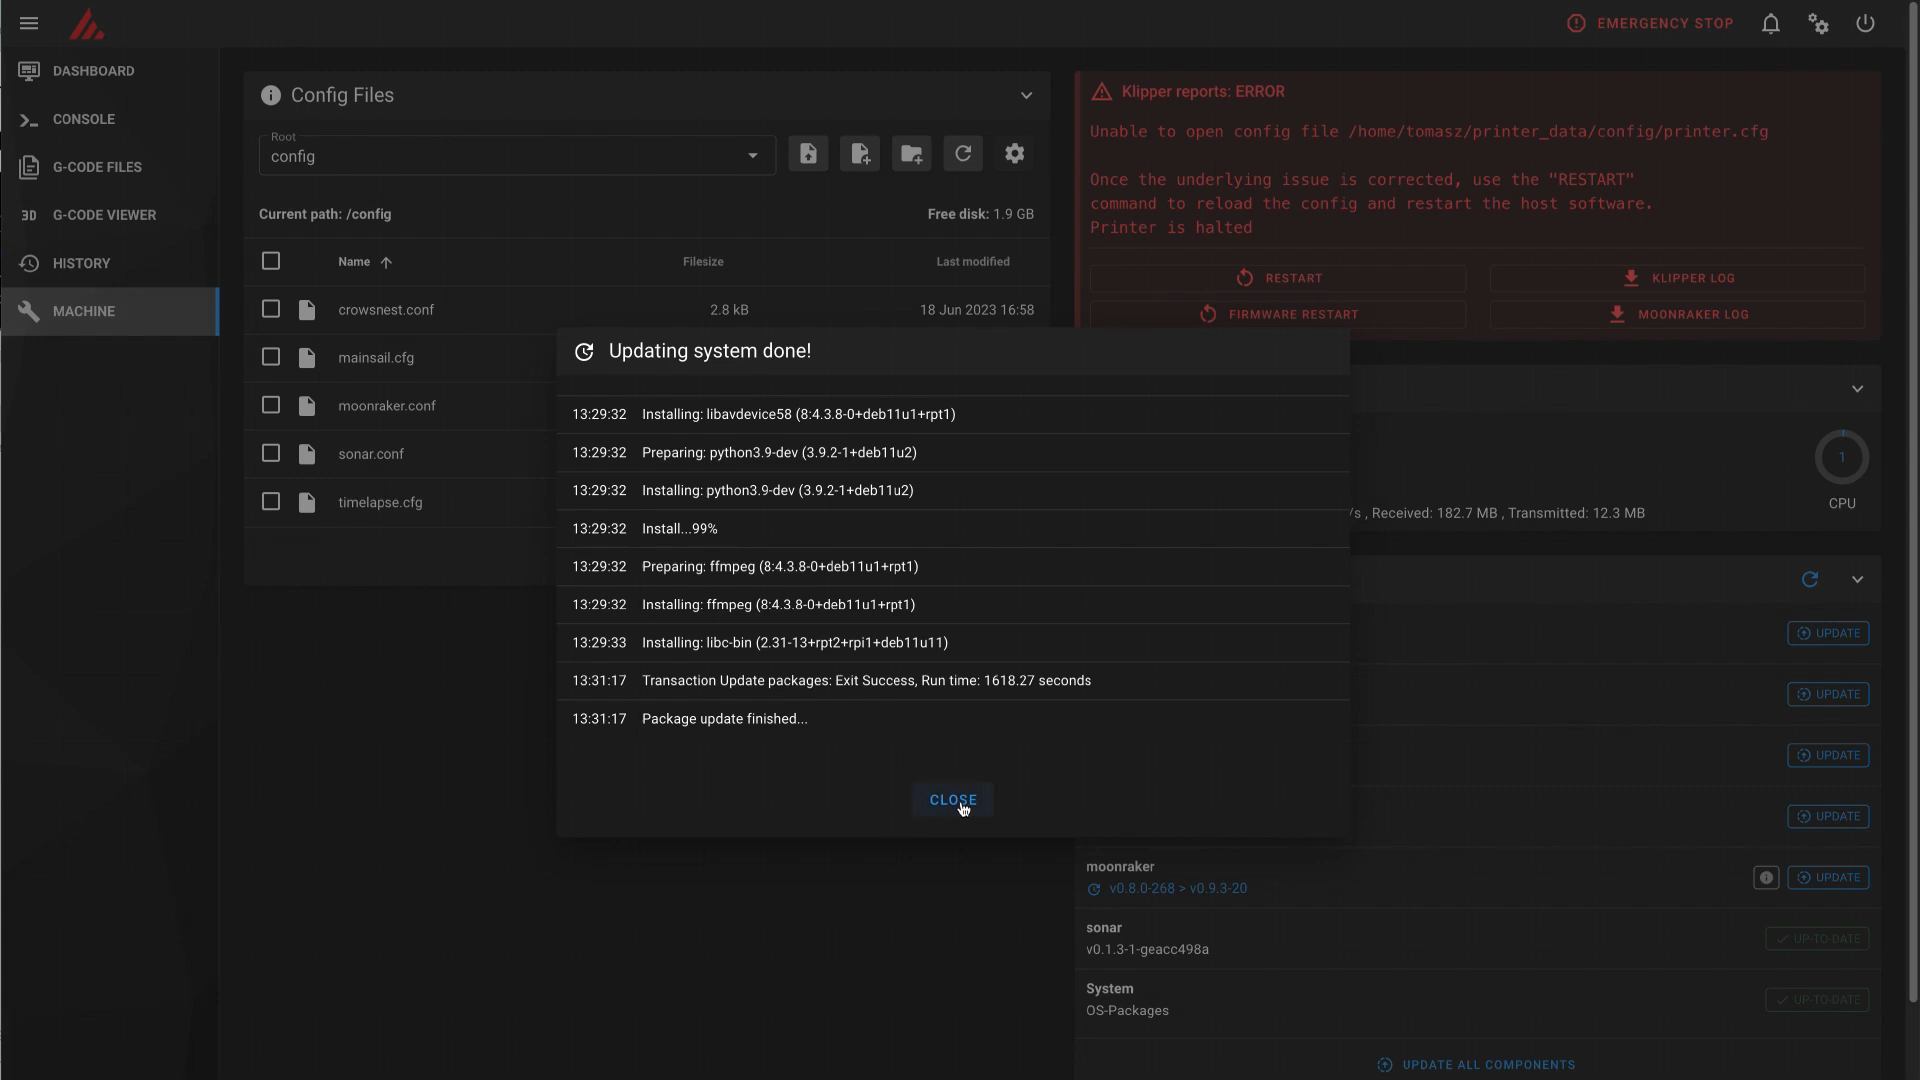 EMERGENCY STOP
DASHBOARD
CONSOLE
G-CODE FILES
3D G-CODE VIEWER
HISTORY
MACHINE
Config Files
Root
config
Current path: /config
Free disk: 1.9 GB
Name Filesize Last modified
crowsnest.conf 2.8 kB 18 Jun 2023 16:58
mainsail.cfg
moonraker.conf
sonar.conf
timelapse.cfg
Klipper reports: ERROR
Unable to open config file /home/tomasz/printer_data/config/printer.cfg
Once the underlying issue is corrected, use the "RESTART"
command to reload the config and restart the host software.
Printer is halted
RESTART
KLIPPER LOG
FIRMWARE RESTART
MOONRAKER LOG
Updating system done!
13:29:32 Installing: libavdevice58 (8:4.3.8-0+deb11u1+rpt1)
13:29:32 Preparing: python3.9-dev (3.9.2-1+deb11u2)
13:29:32 Installing: python3.9-dev (3.9.2-1+deb11u2)
13:29:32 Install...99%
13:29:32 Preparing: ffmpeg (8:4.3.8-0+deb11u1+rpt1)
13:29:32 Installing: ffmpeg (8:4.3.8-0+deb11u1+rpt1)
13:29:33 Installing: libc-bin (2.31-13+rpt2+rpi1+deb11u11)
13:31:17 Transaction Update packages: Exit Success, Run time: 1618.27 seconds
13:31:17 Package update finished...
CLOSE
1
CPU
/s , Received: 182.7 MB , Transmitted: 12.3 MB
UPDATE
UPDATE
UPDATE
UPDATE
moonraker
v0.8.0-268 > v0.9.3-20
UPDATE
sonar
v0.1.3-1-geacc498a
UP-TO-DATE
System
OS-Packages
UP-TO-DATE
UPDATE ALL COMPONENTS